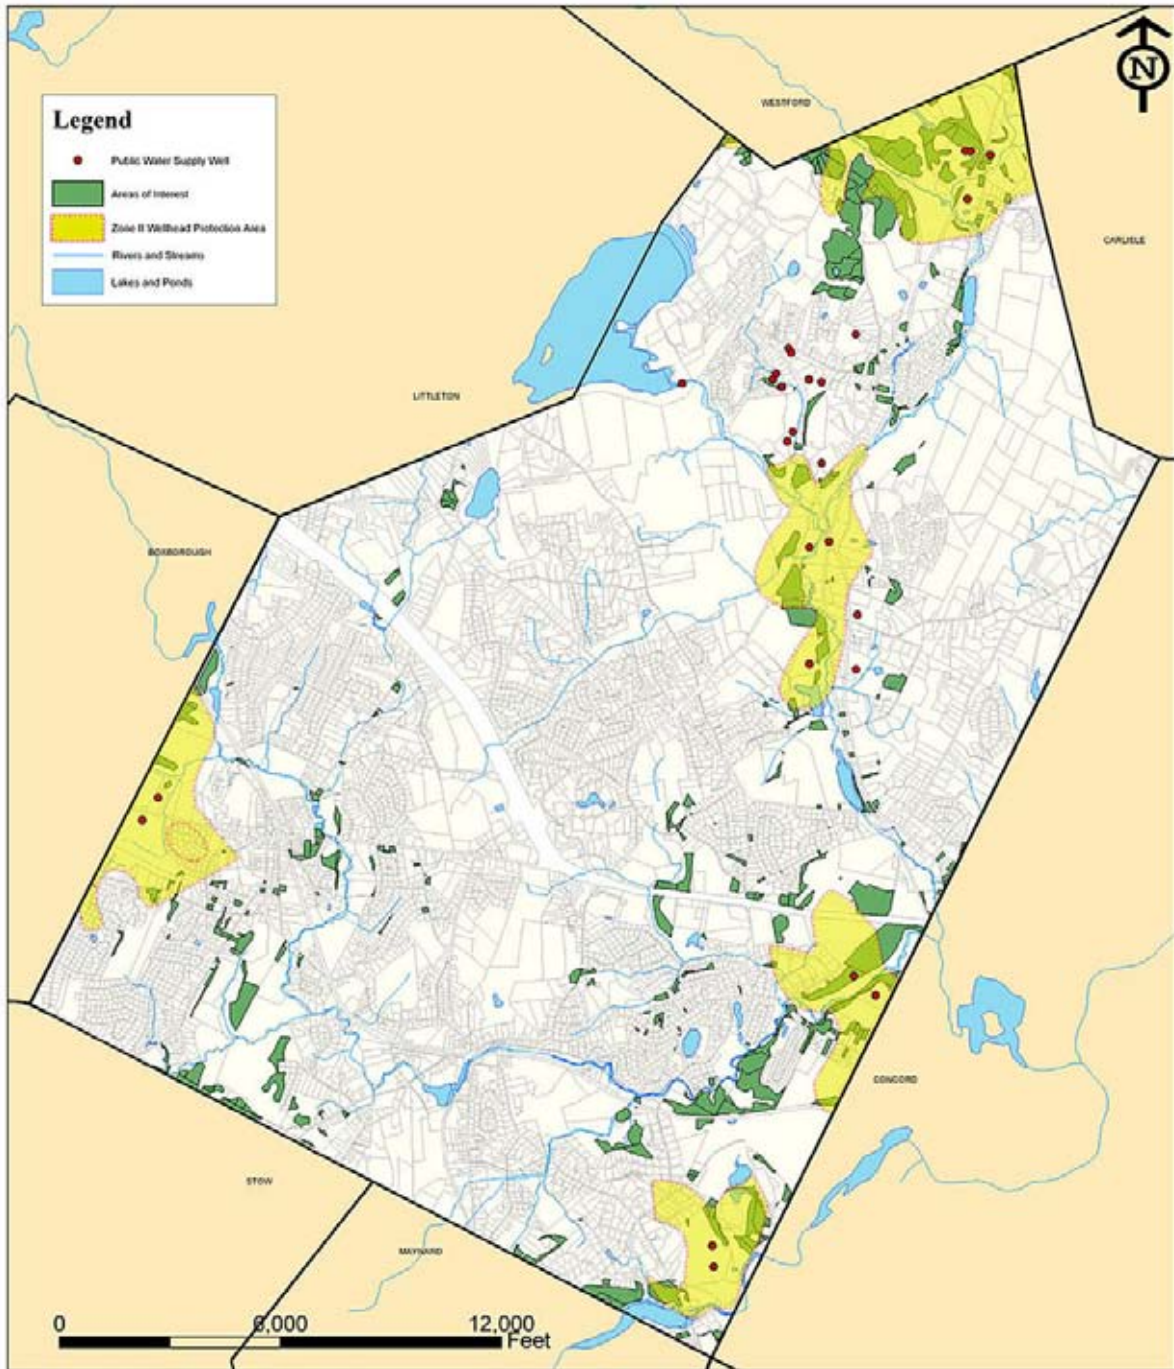 N
WESTFORD
Legend
Public Water Supply Well
Areas of Interest
Zone II Wellhead Protection Area
Rivers and Streams
Lakes and Ponds
CARLISLE
LITTLETON
BOXBOROUGH
CONCORD
STOW
MAYNARD
0 6,000 12,000
Feet